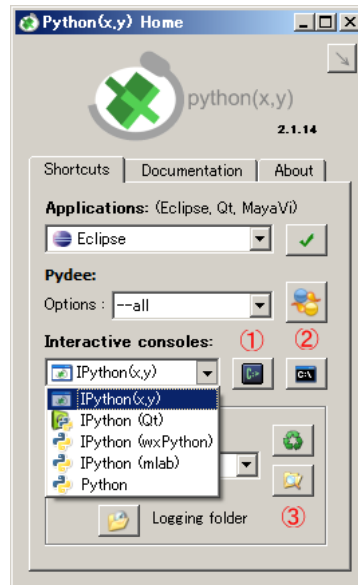 Python(x,y) Home
python(x,y)
2.1.14
Shortcuts Documentation About
Applications: (Eclipse, Qt, MayaVi)
Eclipse
Pydee:
Options : --all
Interactive consoles: ① ②
IPython(x,y)
IPython(x,y)
IPython (Qt)
IPython (wxPython)
IPython (mlab)
Python
Logging folder ③